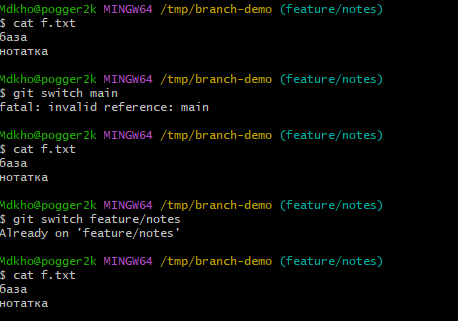 Mdkho@pogger2k MINGW64 /tmp/branch-demo (feature/notes)
$ cat f.txt
база
нотатка
Mdkho@pogger2k MINGW64 /tmp/branch-demo (feature/notes)
$ git switch main
fatal: invalid reference: main
Mdkho@pogger2k MINGW64 /tmp/branch-demo (feature/notes)
$ cat f.txt
база
нотатка
Mdkho@pogger2k MINGW64 /tmp/branch-demo (feature/notes)
$ git switch feature/notes
Already on 'feature/notes'
Mdkho@pogger2k MINGW64 /tmp/branch-demo (feature/notes)
$ cat f.txt
база
нотатка